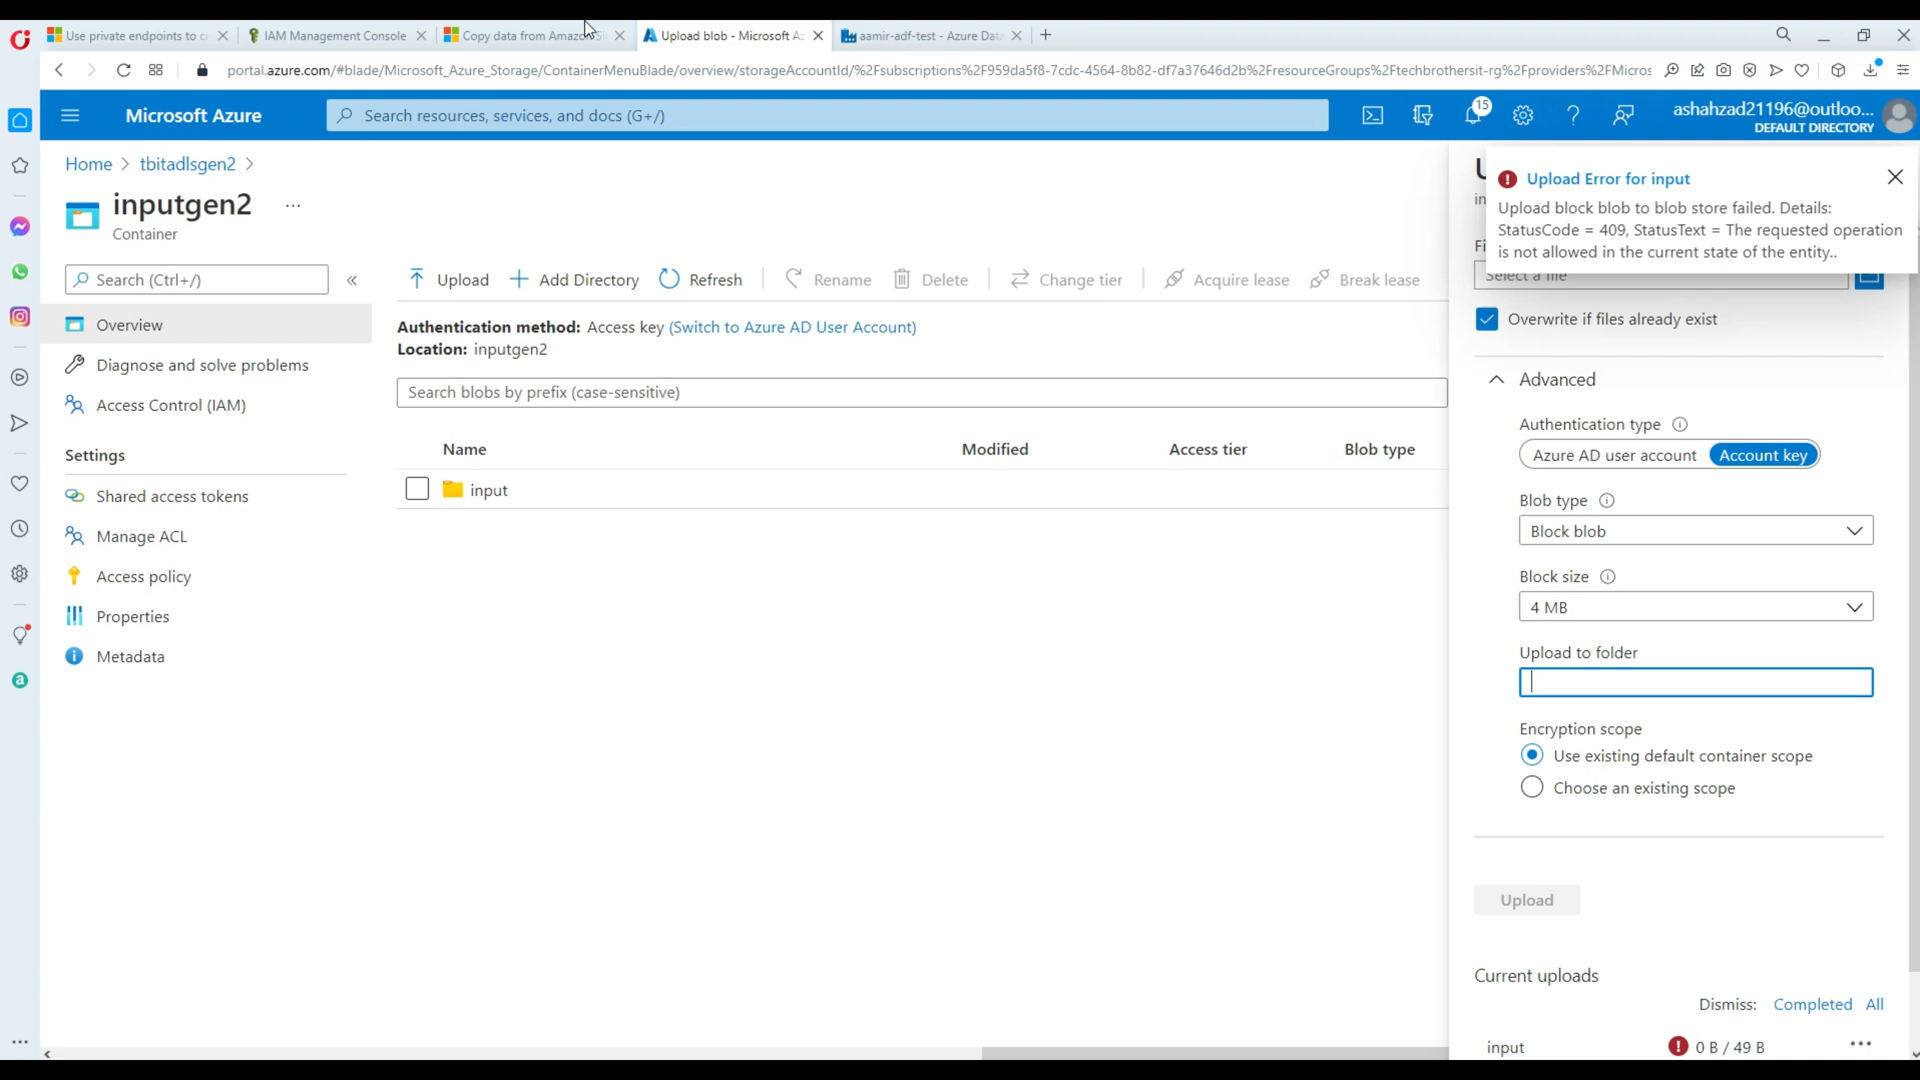 Use private endpoints to c
IAM Management Console
Copy data from Amazo
Upload blob - Microsoft Az
aamir-adf-test - Azure Data
portal.azure.com/#blade/Microsoft_Azure_Storage/ContainerMenuBlade/overview/storageAccountId/%2Fsubscriptions%2F959da5f8-7cdc-4564-8b82-df7a37646d2b%2FresourceGroups%2Ftechbrothersit-rg%2Fproviders%2FMicros
Microsoft Azure
Search resources, services, and docs (G+/)
15
ashahzad21196@outloo...
DEFAULT DIRECTORY
Home > tbitadlsgen2 >
inputgen2 ...
Container
Search (Ctrl+/)
«
Overview
Diagnose and solve problems
Access Control (IAM)
Settings
Shared access tokens
Manage ACL
Access policy
Properties
Metadata
Upload
Add Directory
Refresh
Rename
Delete
Change tier
Acquire lease
Break lease
Authentication method: Access key (Switch to Azure AD User Account)
Location: inputgen2
Search blobs by prefix (case-sensitive)
Name Modified Access tier Blob type
input
Upload Error for input
Upload block blob to blob store failed. Details:
StatusCode = 409, StatusText = The requested operation
is not allowed in the current state of the entity..
Select a file
Overwrite if files already exist
Advanced
Authentication type
Azure AD user account Account key
Blob type
Block blob
Block size
4 MB
Upload to folder
Encryption scope
Use existing default container scope
Choose an existing scope
Upload
Current uploads
Dismiss: Completed All
input 0 B / 49 B ...